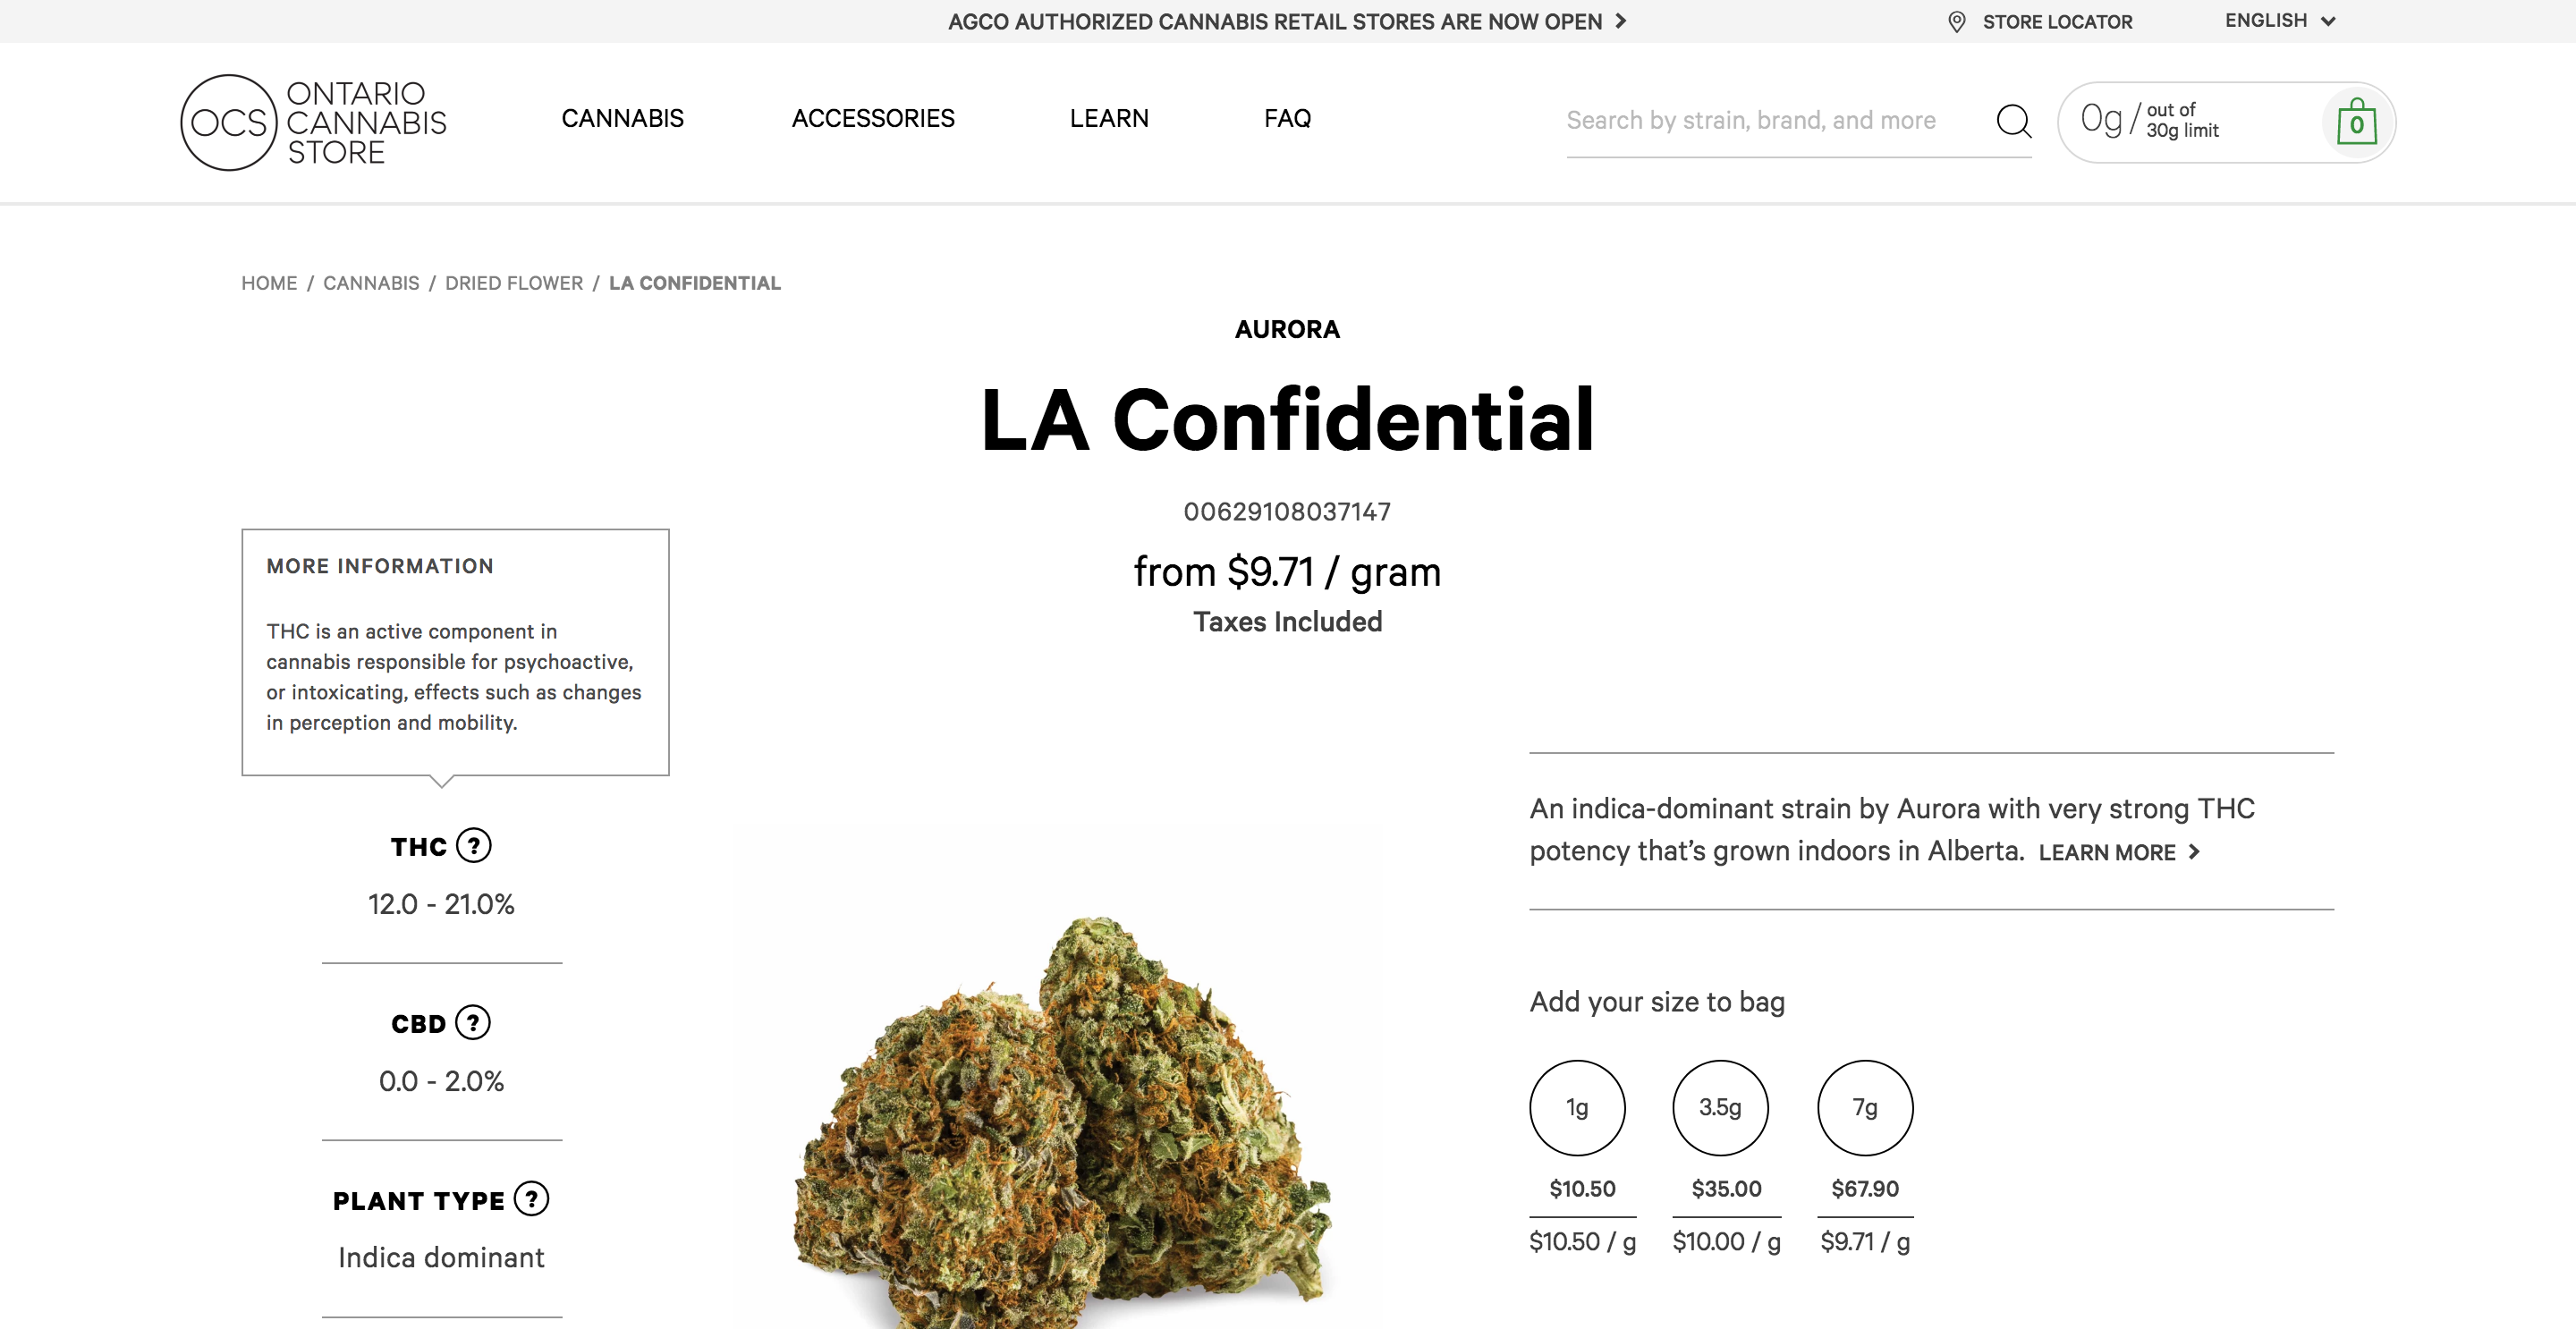 AGCO AUTHORIZED CANNABIS RETAIL STORES ARE NOW OPEN
STORE LOCATOR
ENGLISH
OCS
ONTARIO
CANNABIS
STORE
CANNABIS
ACCESSORIES
LEARN
FAQ
Search by strain, brand, and more
0g / out of
30g limit
0
HOME / CANNABIS / DRIED FLOWER / LA CONFIDENTIAL
AURORA
LA Confidential
00629108037147
from $9.71 / gram
Taxes Included
MORE INFORMATION
THC is an active component in
cannabis responsible for psychoactive,
or intoxicating, effects such as changes
in perception and mobility.
THC ?
12.0 - 21.0%
CBD ?
0.0 - 2.0%
PLANT TYPE ?
Indica dominant
An indica-dominant strain by Aurora with very strong THC
potency that’s grown indoors in Alberta. LEARN MORE
Add your size to bag
1g 3.5g 7g
$10.50 $35.00 $67.90
$10.50 / g $10.00 / g $9.71 / g